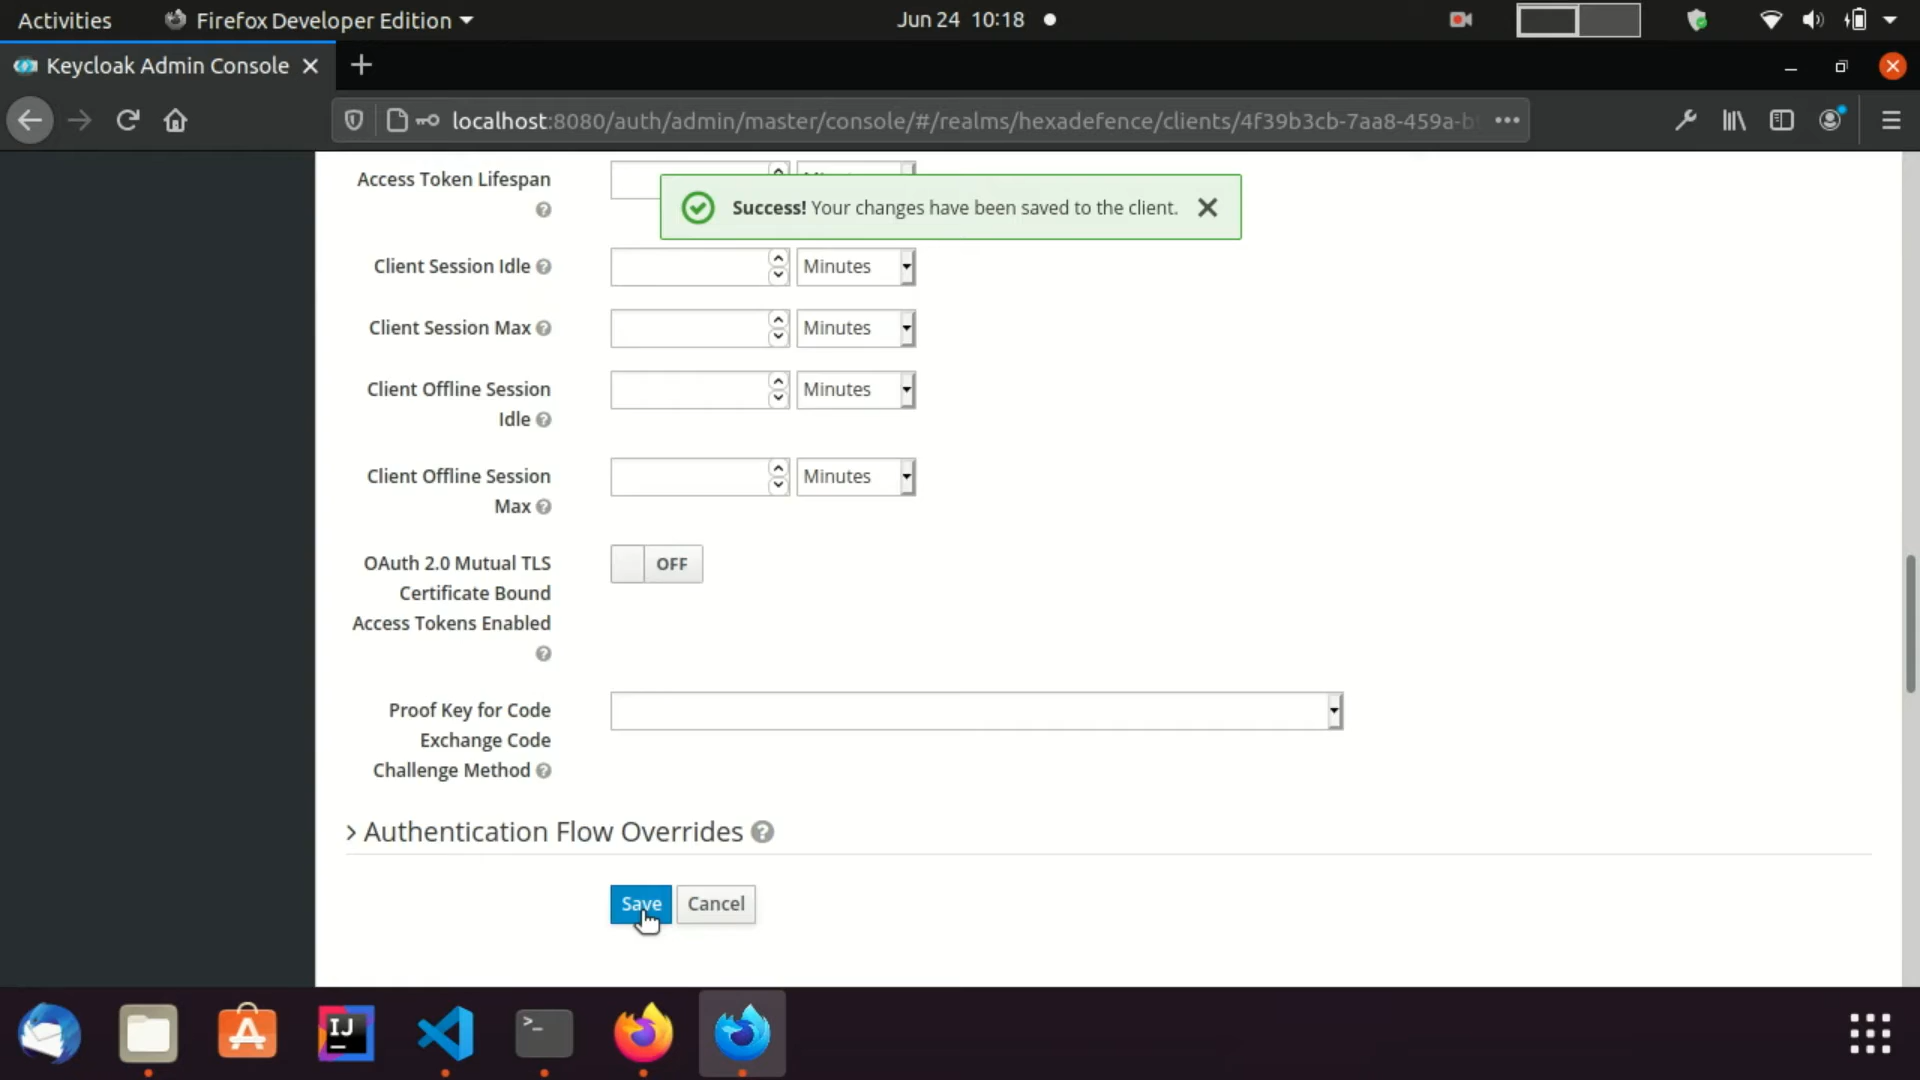 Activities
Firefox Developer Edition
Jun 24 10:18
Keycloak Admin Console
localhost:8080/auth/admin/master/console/#/realms/hexadefence/clients/4f39b3cb-7aa8-459a-b
Access Token Lifespan
Success! Your changes have been saved to the client.
Client Session Idle
Minutes
Client Session Max
Minutes
Client Offline Session
Idle
Minutes
Client Offline Session
Max
Minutes
OAuth 2.0 Mutual TLS
Certificate Bound
Access Tokens Enabled
OFF
Proof Key for Code
Exchange Code
Challenge Method
Authentication Flow Overrides
Save
Cancel